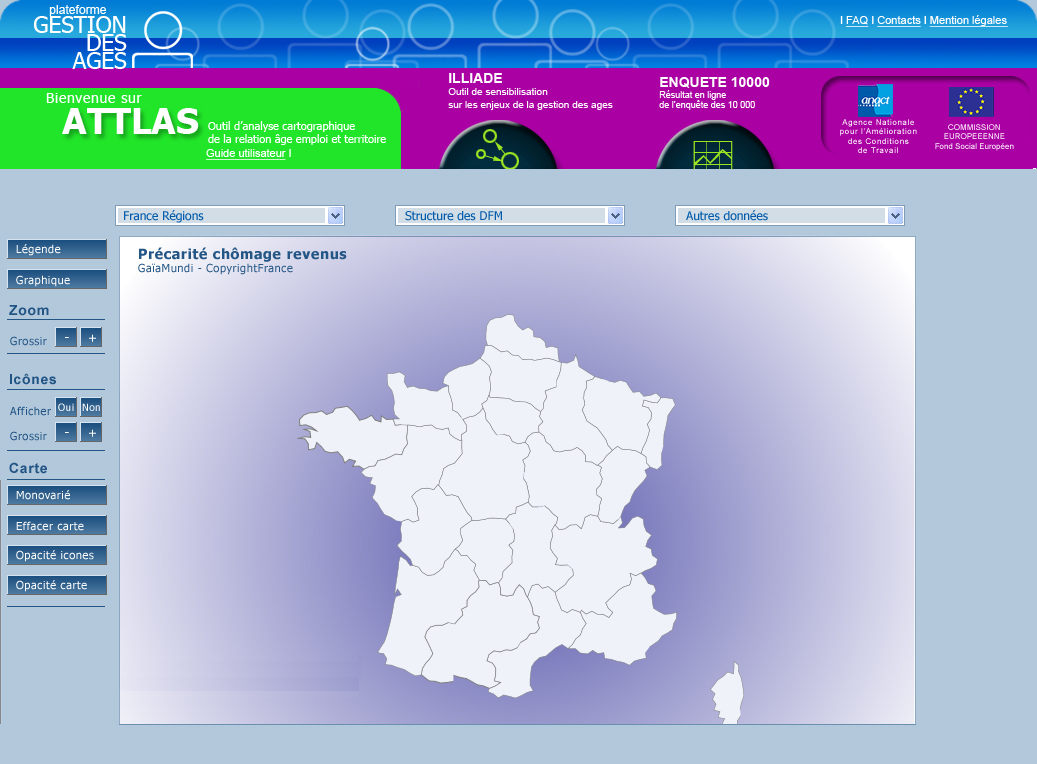 plateforme
GESTION
DES
AGES
I FAQ I Contacts I Mention légales
Bienvenue sur
ATTLAS
Outil d'analyse cartographique
de la relation âge emploi et territoire
Guide utilisateur I
ILLIADE
Outil de sensibilisation
sur les enjeux de la gestion des ages
ENQUETE 10000
Résultat en ligne
de l'enquête des 10 000
anact
Agence Nationale
pour l'Amélioration
des Conditions
de Travail
COMMISSION
EUROPEEENNE
Fond Social Européen
France Régions
Structure des DFM
Autres données
Légende
Graphique
Zoom
Grossir - +
Icônes
Afficher Oui Non
Grossir - +
Carte
Monovarié
Effacer carte
Opacité icones
Opacité carte
Précarité chômage revenus
GaïaMundi - CopyrightFrance